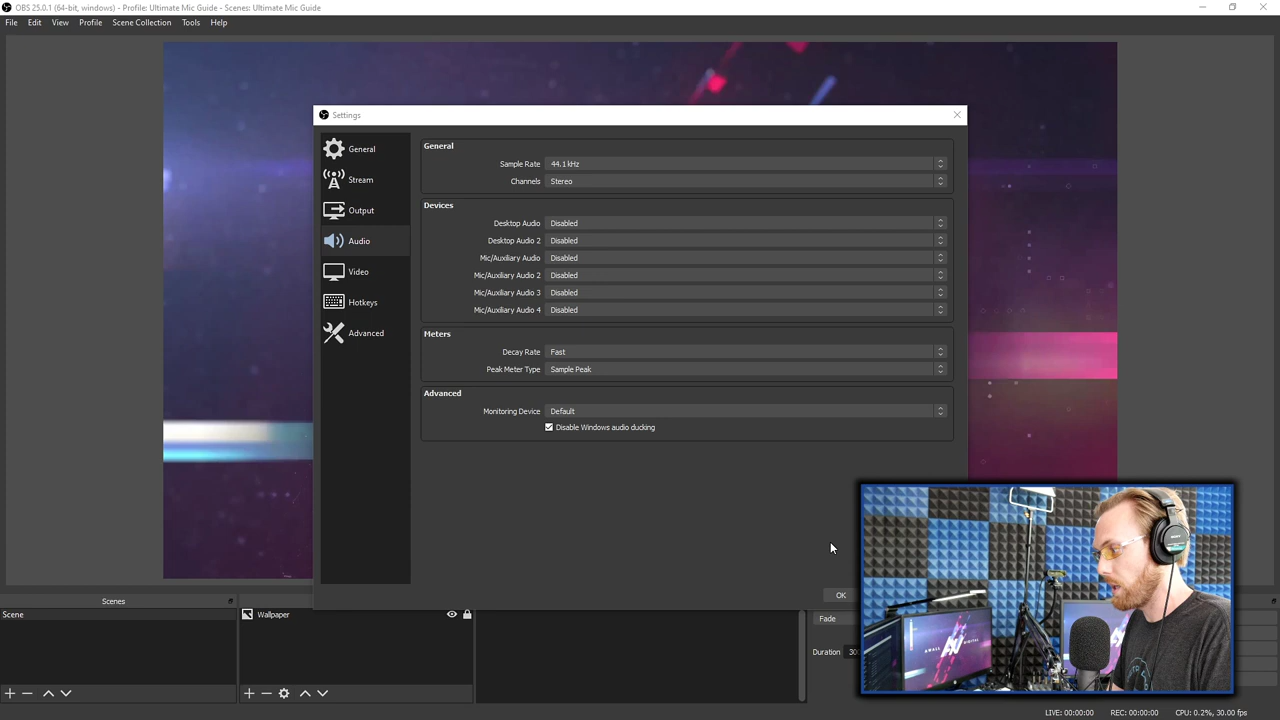 OBS 25.0.1 (64-bit, windows) - Profile: Ultimate Mic Guide - Scenes: Ultimate Mic Guide
File Edit View Profile Scene Collection Tools Help
Settings
General
Stream
Output
Audio
Video
Hotkeys
Advanced
General
Sample Rate 44.1 kHz
Channels Stereo
Devices
Desktop Audio Disabled
Desktop Audio 2 Disabled
Mic/Auxiliary Audio Disabled
Mic/Auxiliary Audio 2 Disabled
Mic/Auxiliary Audio 3 Disabled
Mic/Auxiliary Audio 4 Disabled
Meters
Decay Rate Fast
Peak Meter Type Sample Peak
Advanced
Monitoring Device Default
Disable Windows audio ducking
OK
Scenes
Scene
Wallpaper
Fade
Duration 30
SONY
LIVE: 00:00:00 REC: 00:00:00 CPU: 0.2%, 30.00 fps